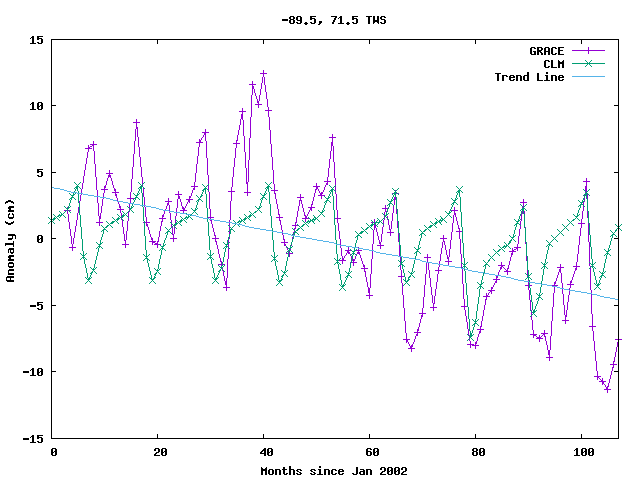 -89.5, 71.5 TWS
GRACE
CLM
Trend Line
15
10
5
0
-5
-10
-15
Anomaly (cm)
0 20 40 60 80 100
Months since Jan 2002